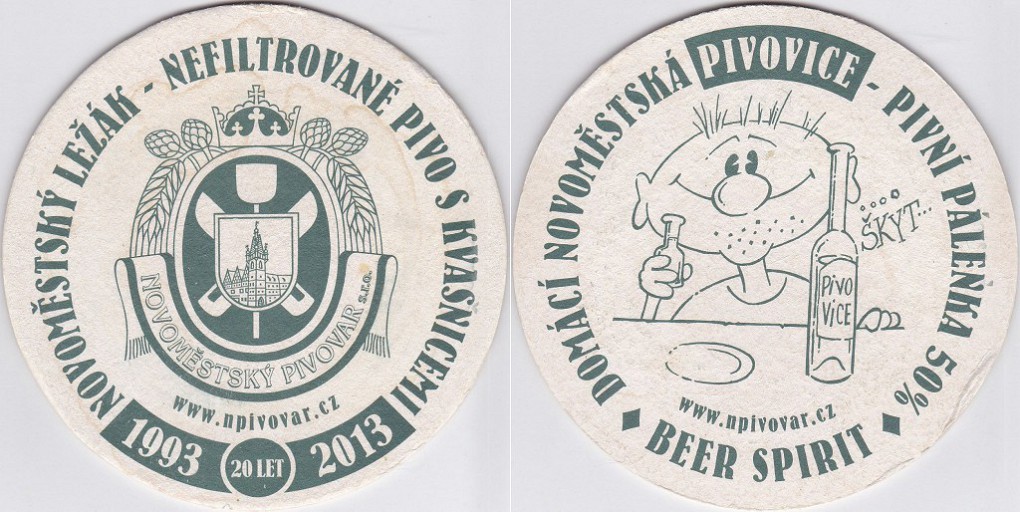 NOVOMĚSTSKÝ LEŽÁK - NEFILTROVANÉ PIVO S KVASNICEMI
NOVOMĚSTSKÝ PIVOVAR s.r.o.
www.npivovar.cz
1993 20 LET 2013
DOMÁCÍ NOVOMĚSTSKÁ PIVOVICE - PIVNÍ PÁLENKA 50%
....ŠKYT...
PiVO
ViCE
www.npivovar.cz
BEER SPIRIT